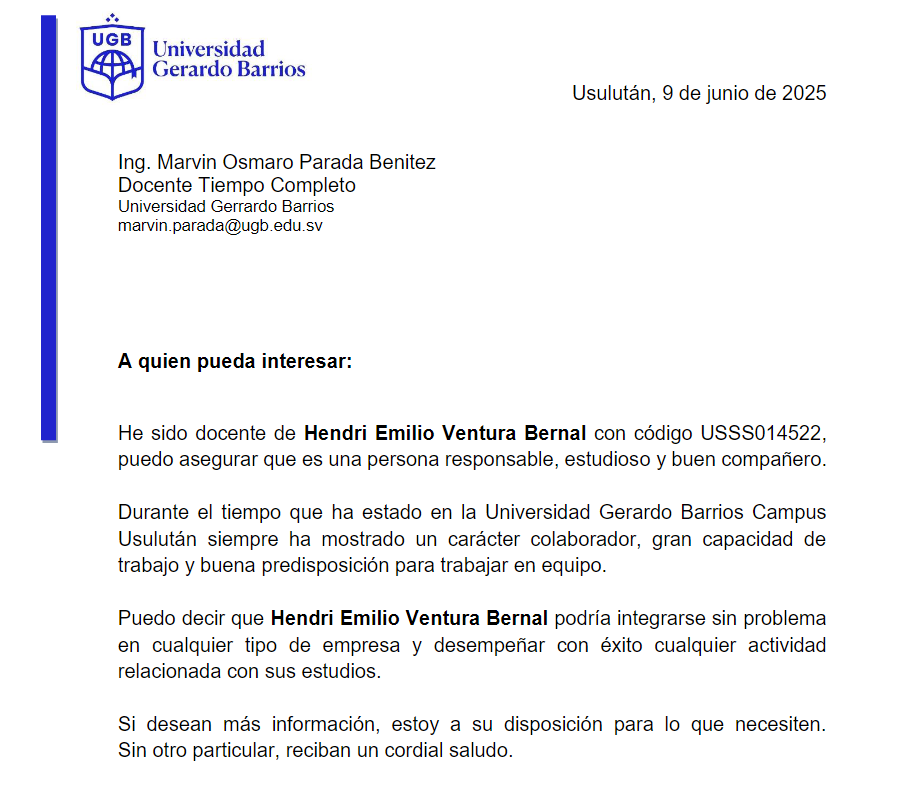 UGB
Universidad
Gerardo Barrios
Usulután, 9 de junio de 2025
Ing. Marvin Osmaro Parada Benitez
Docente Tiempo Completo
Universidad Gerrardo Barrios
marvin.parada@ugb.edu.sv
A quien pueda interesar:
He sido docente de Hendri Emilio Ventura Bernal con código USSS014522,
puedo asegurar que es una persona responsable, estudioso y buen compañero.
Durante el tiempo que ha estado en la Universidad Gerardo Barrios Campus
Usulután siempre ha mostrado un carácter colaborador, gran capacidad de
trabajo y buena predisposición para trabajar en equipo.
Puedo decir que Hendri Emilio Ventura Bernal podría integrarse sin problema
en cualquier tipo de empresa y desempeñar con éxito cualquier actividad
relacionada con sus estudios.
Si desean más información, estoy a su disposición para lo que necesiten.
Sin otro particular, reciban un cordial saludo.